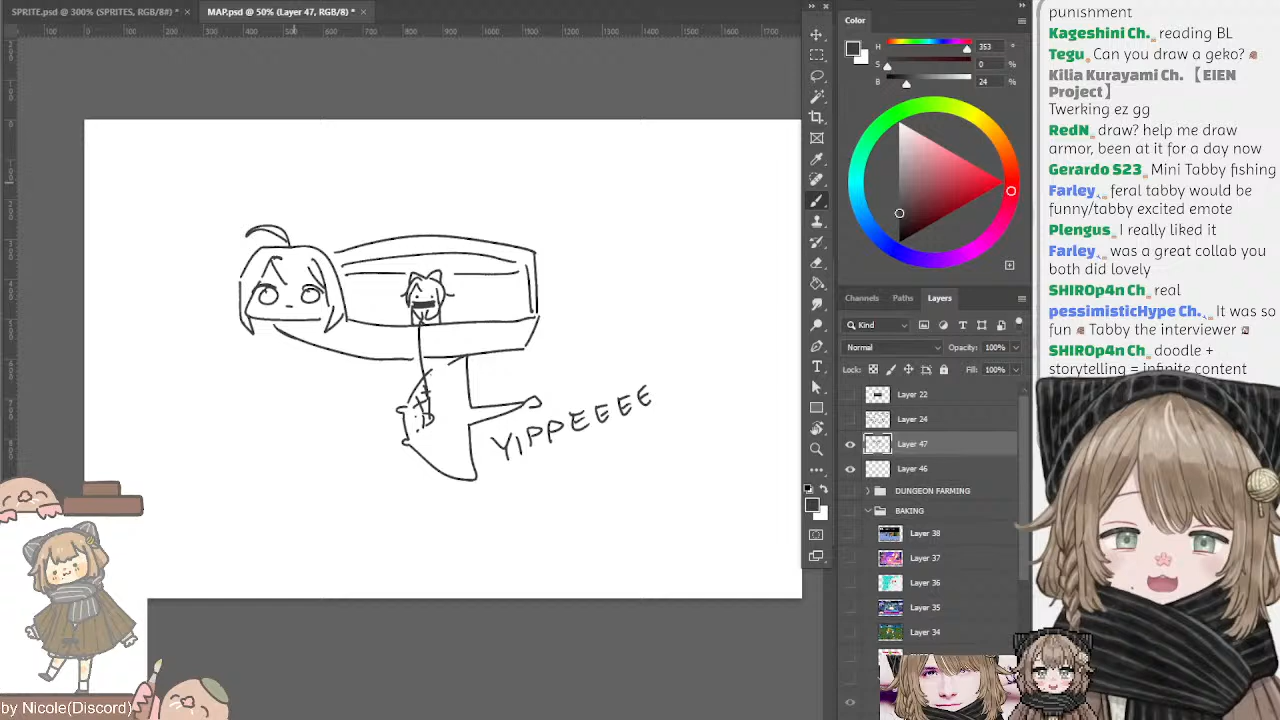 SPRITE.psd @ 300% (SPRITES, RGB/8#) * ×
MAP.psd @ 50% (Layer 47, RGB/8) * ×
Color
H 353 °
S 0 %
B 24 %
Channels Paths Layers
Kind
Normal Opacity: 100%
Lock: Fill: 100%
Layer 22
Layer 24
Layer 47
Layer 46
DUNGEON FARMING
BAKING
Layer 38
Layer 37
Layer 36
Layer 35
Layer 34
YIPPEEEE
by Nicole(Discord)
punishment
Kageshini Ch. reading BL
Tegu Can you draw a geko?
Kilia Kurayami Ch.【EIEN
Project】
Twerking ez gg
RedN draw? help me draw
armor, been at it for a day now
Gerardo S23 Mini Tabby fishing
Farley feral tabby would be
funny/tabby excited emote
Plengus I really liked it
Farley was a great collab you
both did lovely
SHIROp4n Ch real
pessimisticHype Ch. It was so
fun Tabby the interviewer
SHIROp4n Ch doodle +
storytelling = infinite content